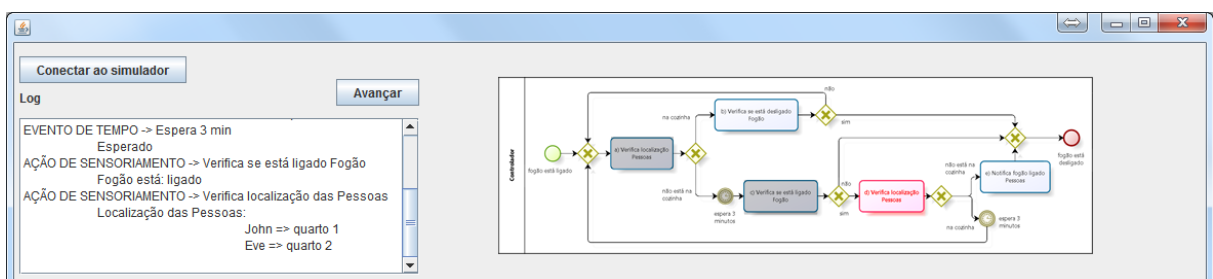 Conectar ao simulador
Log
Avançar
EVENTO DE TEMPO -> Espera 3 min
Esperado
AÇÃO DE SENSORIAMENTO -> Verifica se está ligado Fogão
Fogão está: ligado
AÇÃO DE SENSORIAMENTO -> Verifica localização das Pessoas
Localização das Pessoas:
John => quarto 1
Eve => quarto 2
Controlador
fogão está ligado
a) Verifica localização
Pessoas
na cozinha
b) Verifica se está desligado
Fogão
não
sim
não está na
cozinha
espera 3
minutos
c) Verifica se está ligado
Fogão
não
sim
d) Verifica localização
Pessoas
não está na
cozinha
na cozinha
e) Notifica fogão ligado
Pessoas
espera 3
minutos
fogão está
desligado